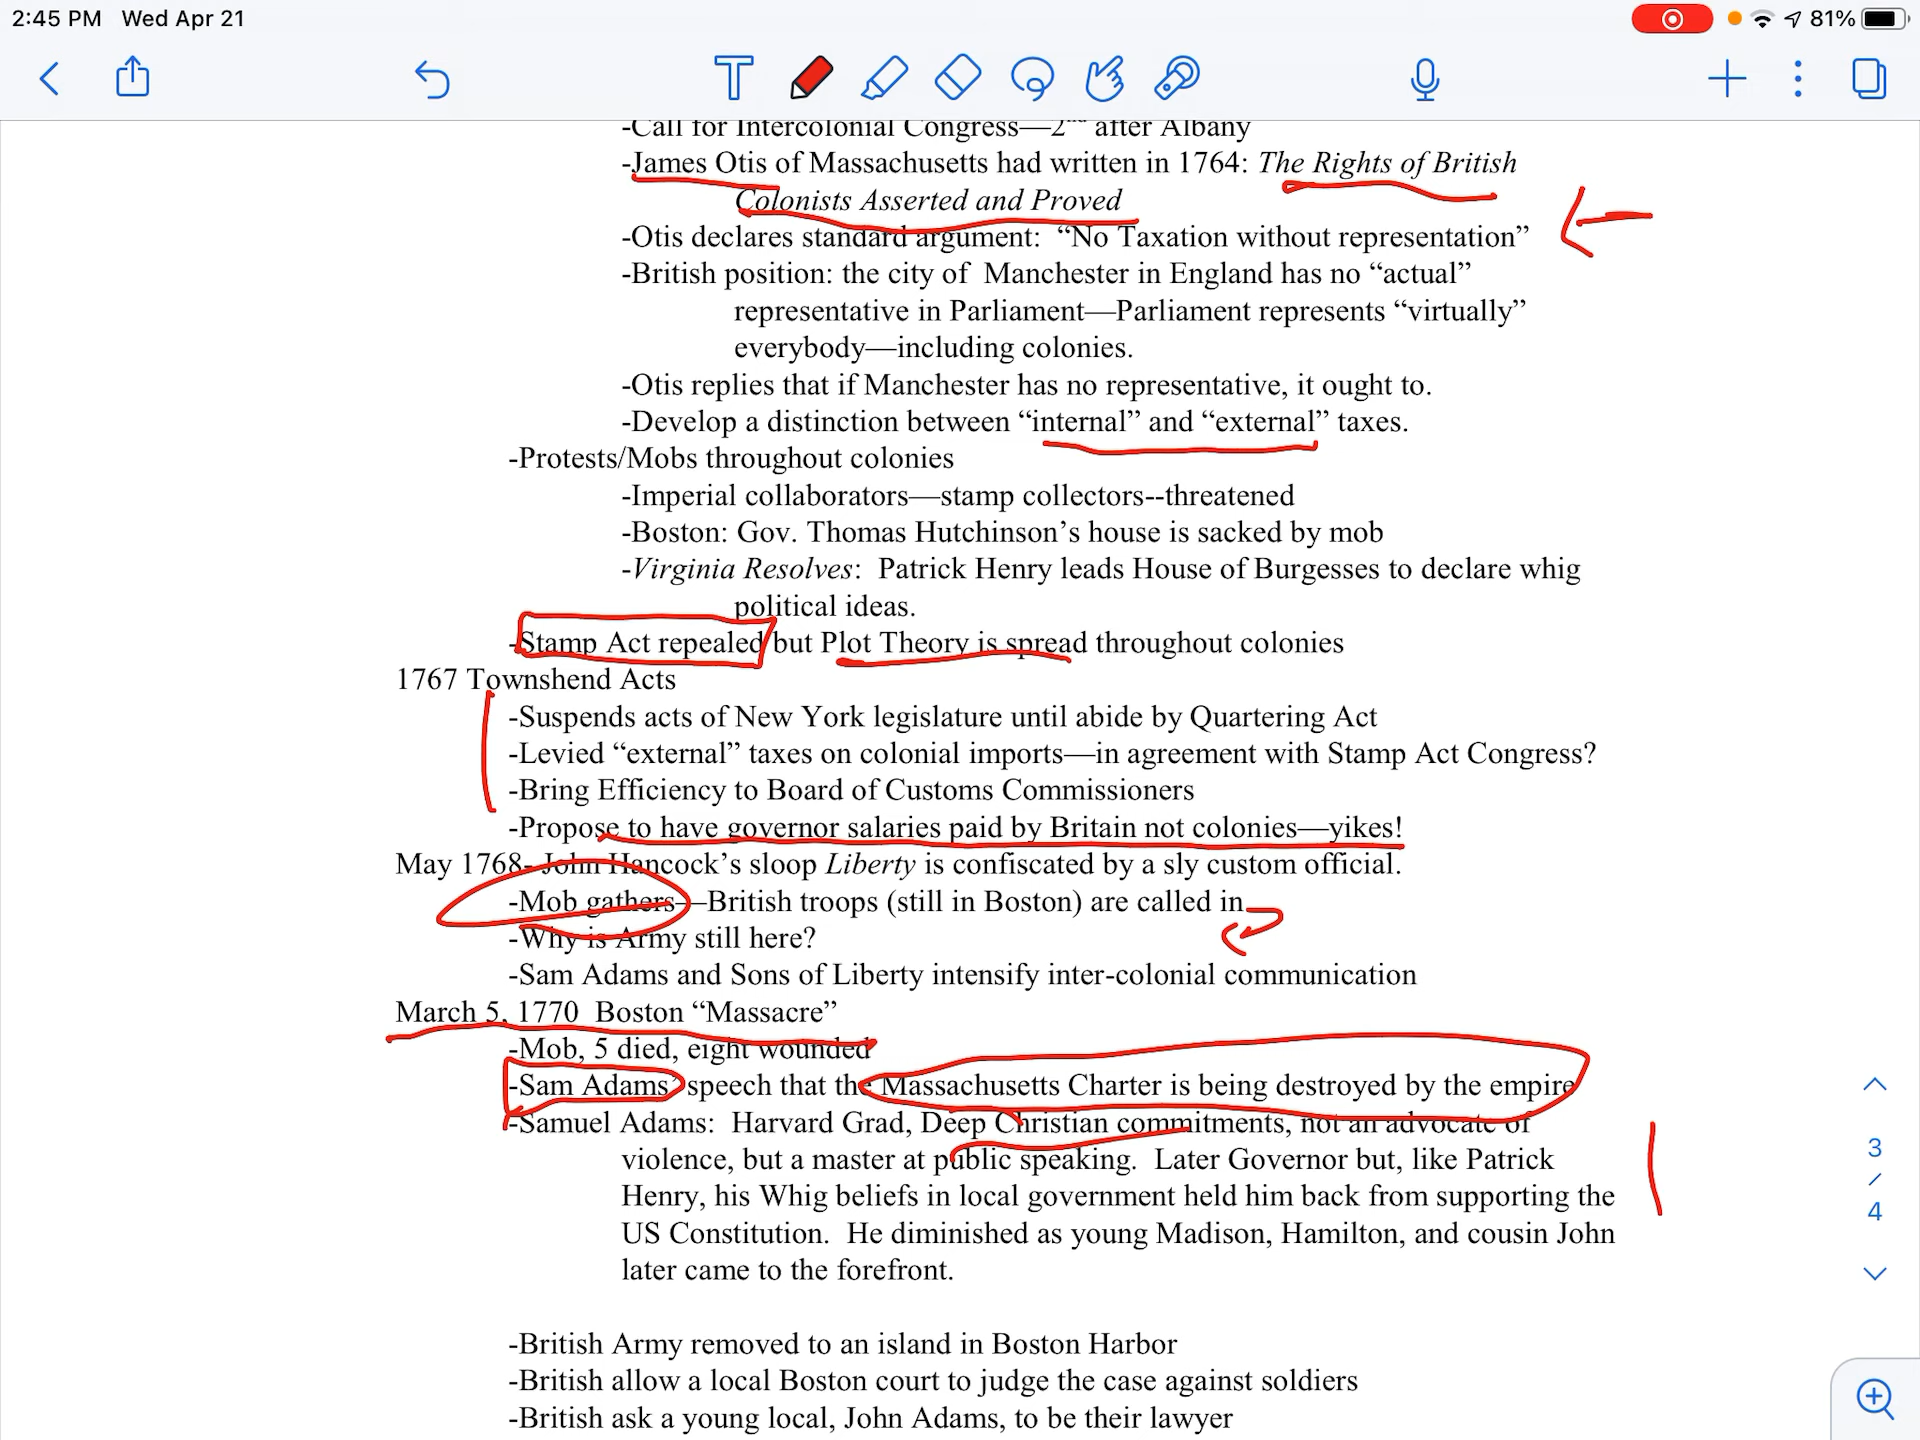 2:45 PM Wed Apr 21
81%
-Call for Intercolonial Congress—2nd after Albany
-James Otis of Massachusetts had written in 1764: The Rights of British
Colonists Asserted and Proved
-Otis declares standard argument: “No Taxation without representation”
-British position: the city of Manchester in England has no “actual”
representative in Parliament—Parliament represents “virtually”
everybody—including colonies.
-Otis replies that if Manchester has no representative, it ought to.
-Develop a distinction between “internal” and “external” taxes.
-Protests/Mobs throughout colonies
-Imperial collaborators—stamp collectors--threatened
-Boston: Gov. Thomas Hutchinson’s house is sacked by mob
-Virginia Resolves: Patrick Henry leads House of Burgesses to declare whig
political ideas.
-Stamp Act repealed but Plot Theory is spread throughout colonies
1767 Townshend Acts
-Suspends acts of New York legislature until abide by Quartering Act
-Levied “external” taxes on colonial imports—in agreement with Stamp Act Congress?
-Bring Efficiency to Board of Customs Commissioners
-Propose to have governor salaries paid by Britain not colonies—yikes!
May 1768- John Hancock’s sloop Liberty is confiscated by a sly custom official.
-Mob gathers—British troops (still in Boston) are called in
-Why is Army still here?
-Sam Adams and Sons of Liberty intensify inter-colonial communication
March 5, 1770 Boston “Massacre”
-Mob, 5 died, eight wounded
-Sam Adams’ speech that the Massachusetts Charter is being destroyed by the empire
-Samuel Adams: Harvard Grad, Deep Christian commitments, not an advocate of
violence, but a master at public speaking. Later Governor but, like Patrick
Henry, his Whig beliefs in local government held him back from supporting the
US Constitution. He diminished as young Madison, Hamilton, and cousin John
later came to the forefront.
3
/
4
-British Army removed to an island in Boston Harbor
-British allow a local Boston court to judge the case against soldiers
-British ask a young local, John Adams, to be their lawyer